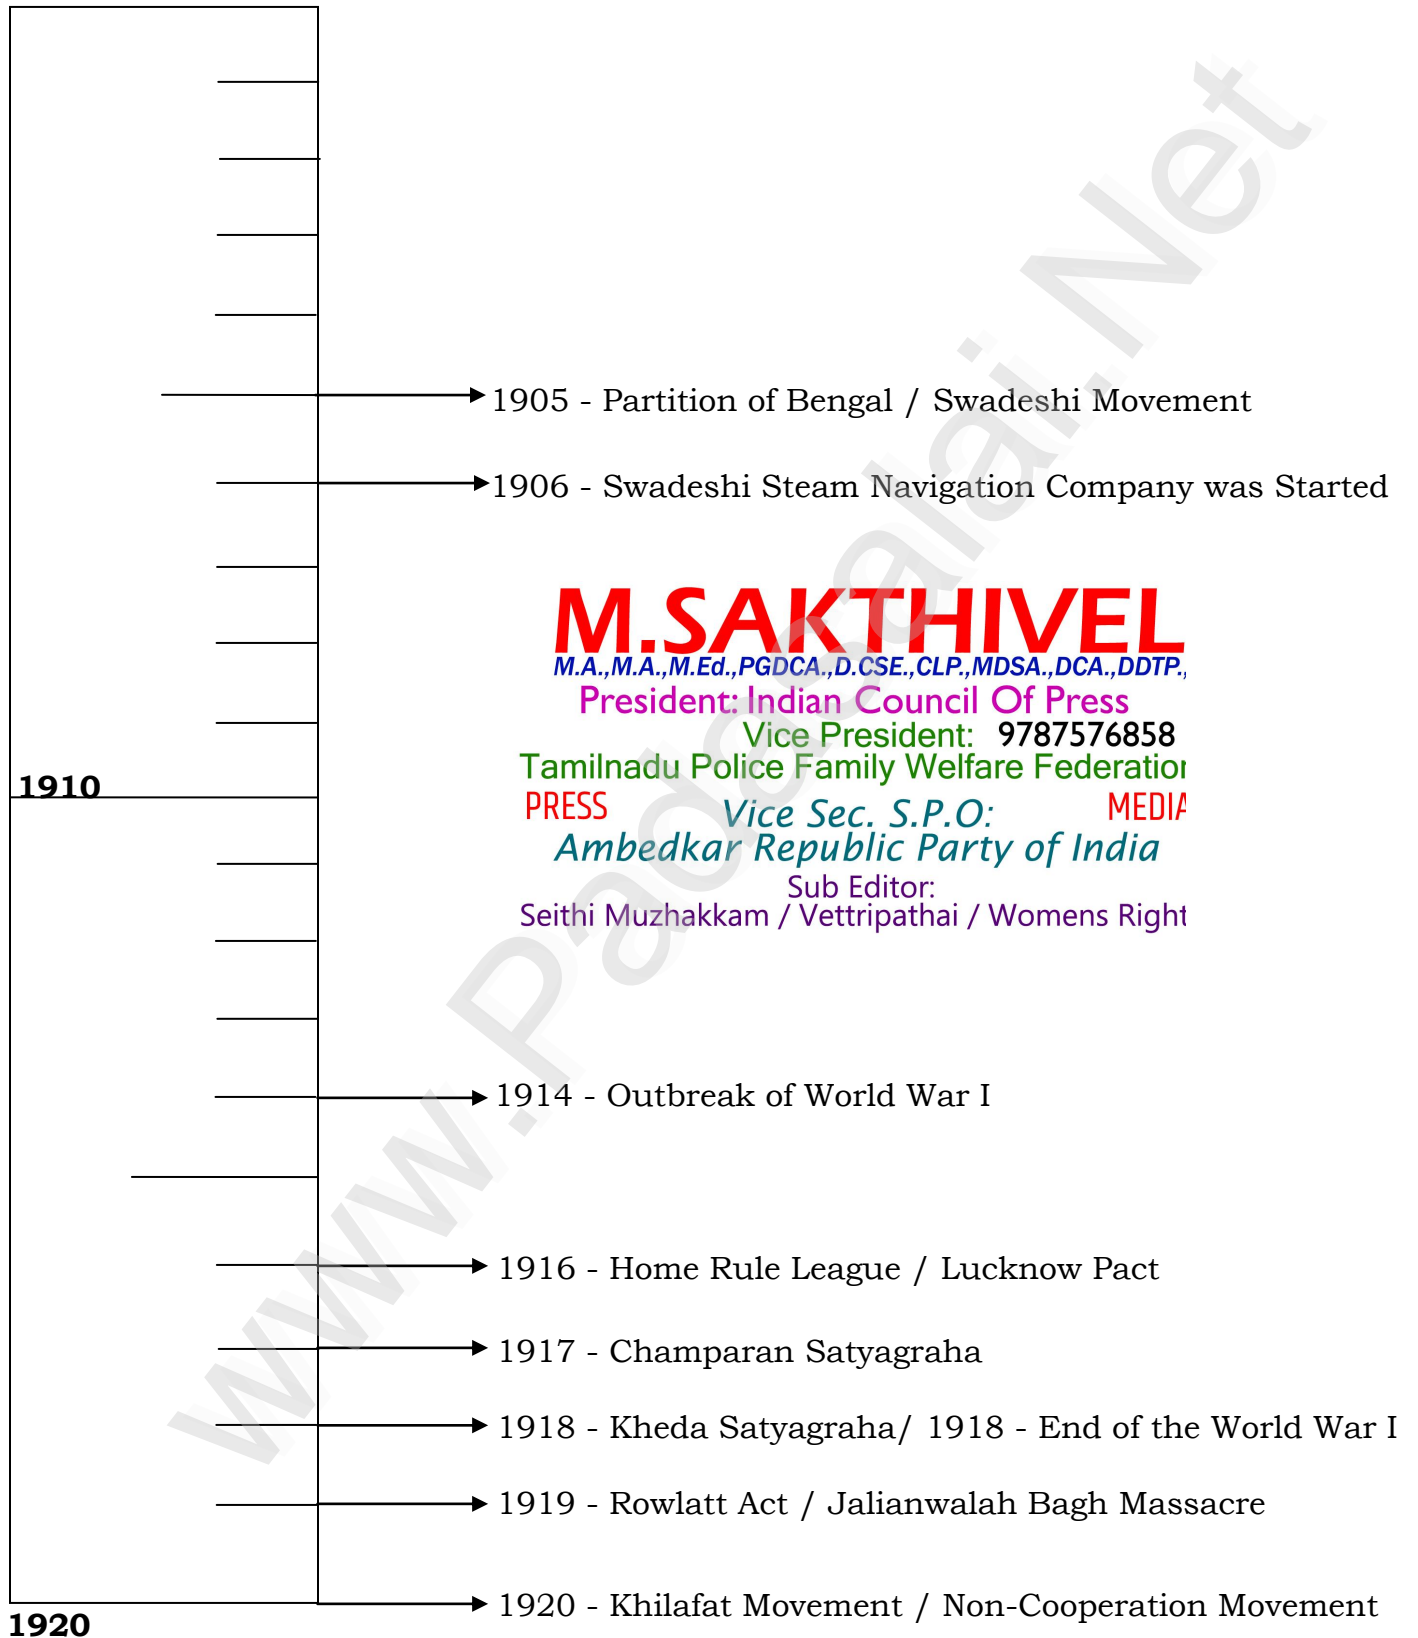 1905 - Partition of Bengal / Swadeshi Movement
1906 - Swadeshi Steam Navigation Company was Started
M.SAKTHIVEL
M.A.,M.A.,M.Ed.,PGDCA.,D.CSE.,CLP.,MDSA.,DCA.,DDTP.,
President: Indian Council Of Press
Vice President: 9787576858
Tamilnadu Police Family Welfare Federation
1910
PRESS Vice Sec. S.P.O: MEDIA
Ambedkar Republic Party of India
Sub Editor:
Seithi Muzhakkam / Vettripathai / Womens Right
1914 - Outbreak of World War I
1916 - Home Rule League / Lucknow Pact
1917 - Champaran Satyagraha
1918 - Kheda Satyagraha/ 1918 - End of the World War I
1919 - Rowlatt Act / Jalianwalah Bagh Massacre
1920 - Khilafat Movement / Non-Cooperation Movement
1920
www.Padasalai.Net